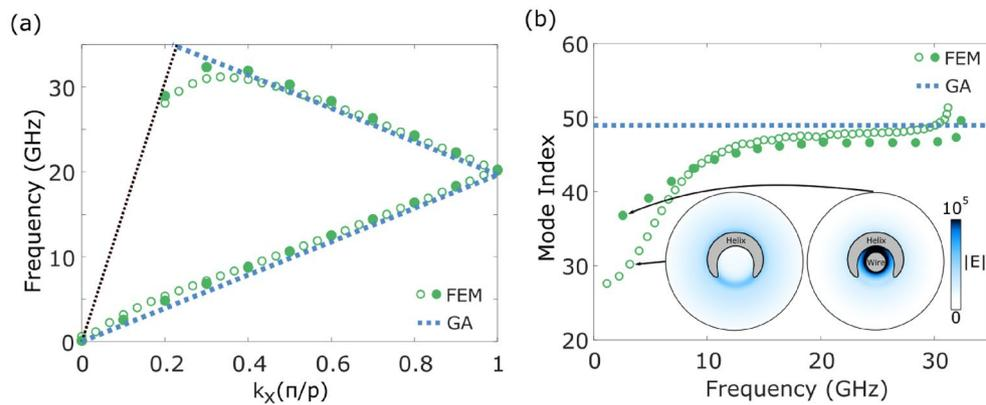 (a)
Frequency (GHz)
30
20
10
0
0
0.2
0.4
0.6
0.8
1
kₓ(π/p)
FEM
GA
(b)
Mode Index
60
50
40
30
20
0
10
20
30
Frequency (GHz)
FEM
GA
Helix
Helix
Wire
10⁵
|E|
0